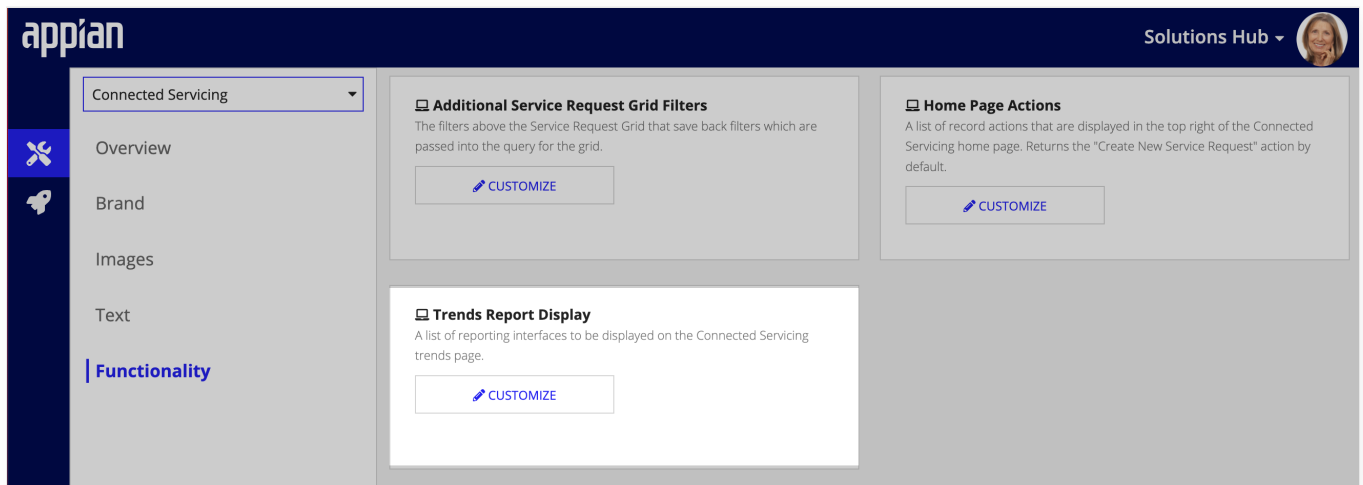 appian
Solutions Hub
Connected Servicing
Overview
Brand
Images
Text
Functionality
Additional Service Request Grid Filters
The filters above the Service Request Grid that save back filters which are
passed into the query for the grid.
CUSTOMIZE
Home Page Actions
A list of record actions that are displayed in the top right of the Connected
Servicing home page. Returns the "Create New Service Request" action by
default.
CUSTOMIZE
Trends Report Display
A list of reporting interfaces to be displayed on the Connected Servicing
trends page.
CUSTOMIZE